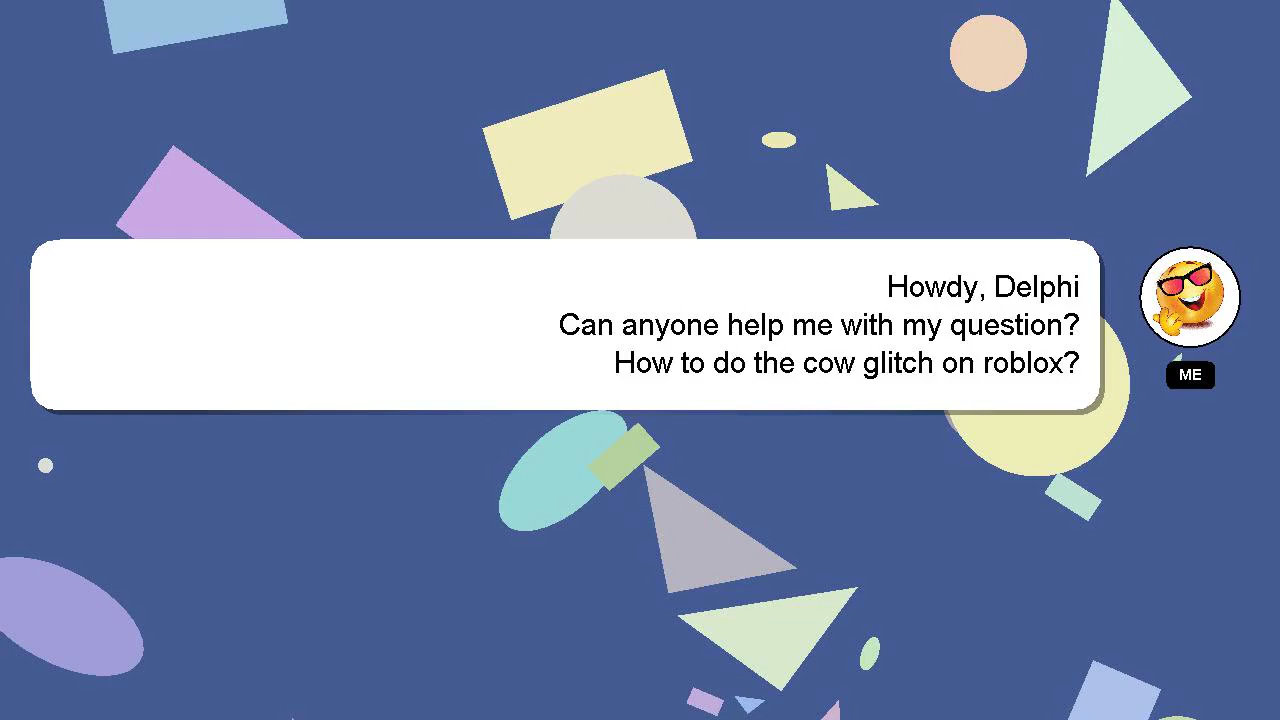 Howdy, Delphi
Can anyone help me with my question?
How to do the cow glitch on roblox?
ME